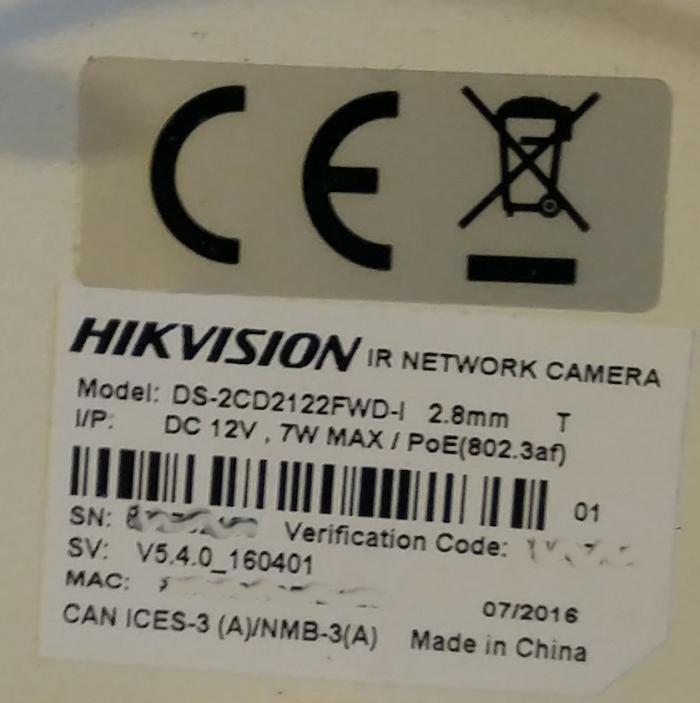 CE
HIKVISION IR NETWORK CAMERA
Model: DS-2CD2122FWD-I 2.8mm T
I/P: DC 12V , 7W MAX / PoE(802.3af)
01
SN: Verification Code:
SV: V5.4.0_160401
MAC: 07/2016
CAN ICES-3 (A)/NMB-3(A) Made in China